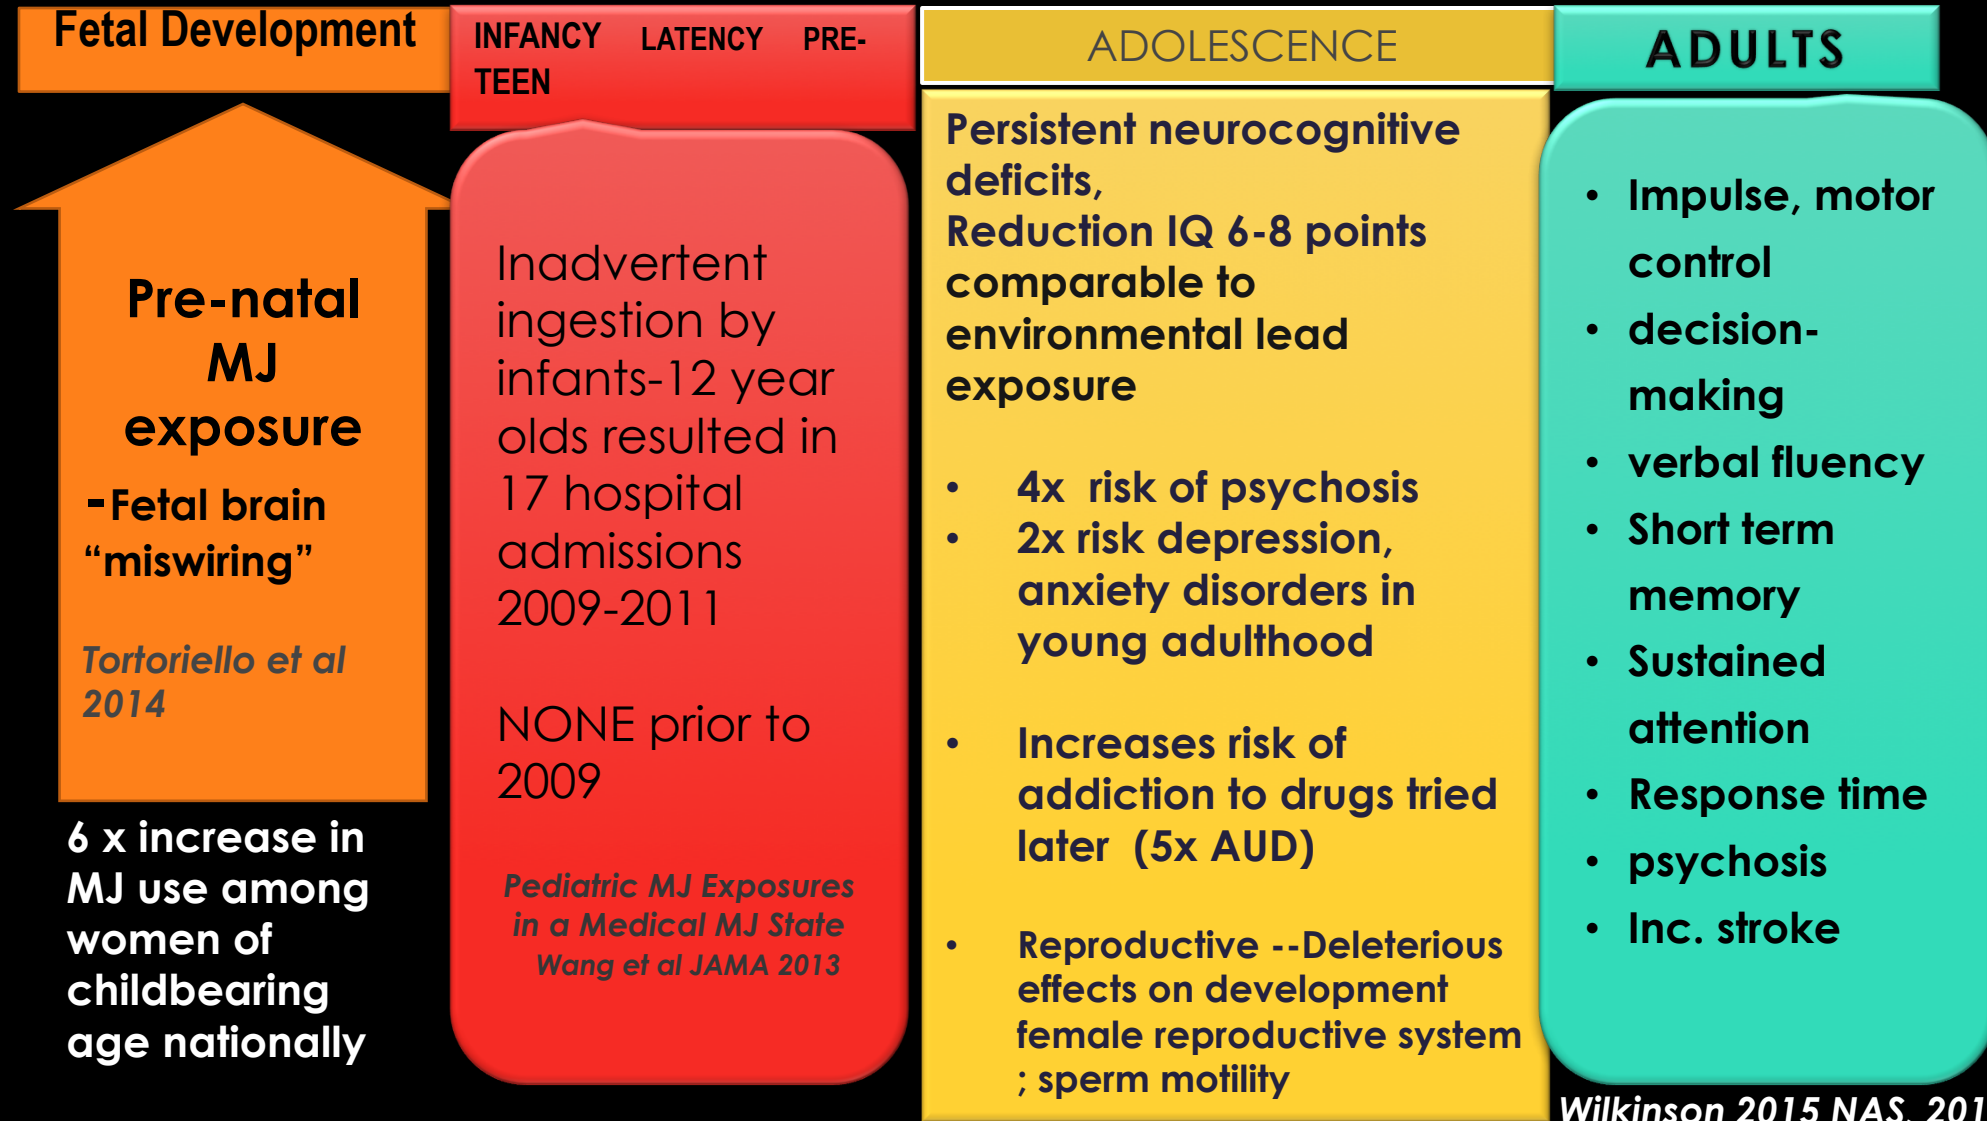 Fetal Development
Pre-natal
MJ
exposure
-Fetal brain
“miswiring”
Tortoriello et al
2014
6 x increase in
MJ use among
women of
childbearing
age nationally
INFANCY LATENCY PRE-
TEEN
Inadvertent
ingestion by
infants-12 year
olds resulted in
17 hospital
admissions
2009-2011
NONE prior to
2009
Pediatric MJ Exposures
in a Medical MJ State
Wang et al JAMA 2013
ADOLESCENCE
Persistent neurocognitive
deficits,
Reduction IQ 6-8 points
comparable to
environmental lead
exposure
• 4x risk of psychosis
• 2x risk depression,
anxiety disorders in
young adulthood
• Increases risk of
addiction to drugs tried
later (5x AUD)
• Reproductive --Deleterious
effects on development
female reproductive system
; sperm motility
ADULTS
• Impulse, motor
control
• decision-
making
• verbal fluency
• Short term
memory
• Sustained
attention
• Response time
• psychosis
• Inc. stroke
Wilkinson 2015 NAS,